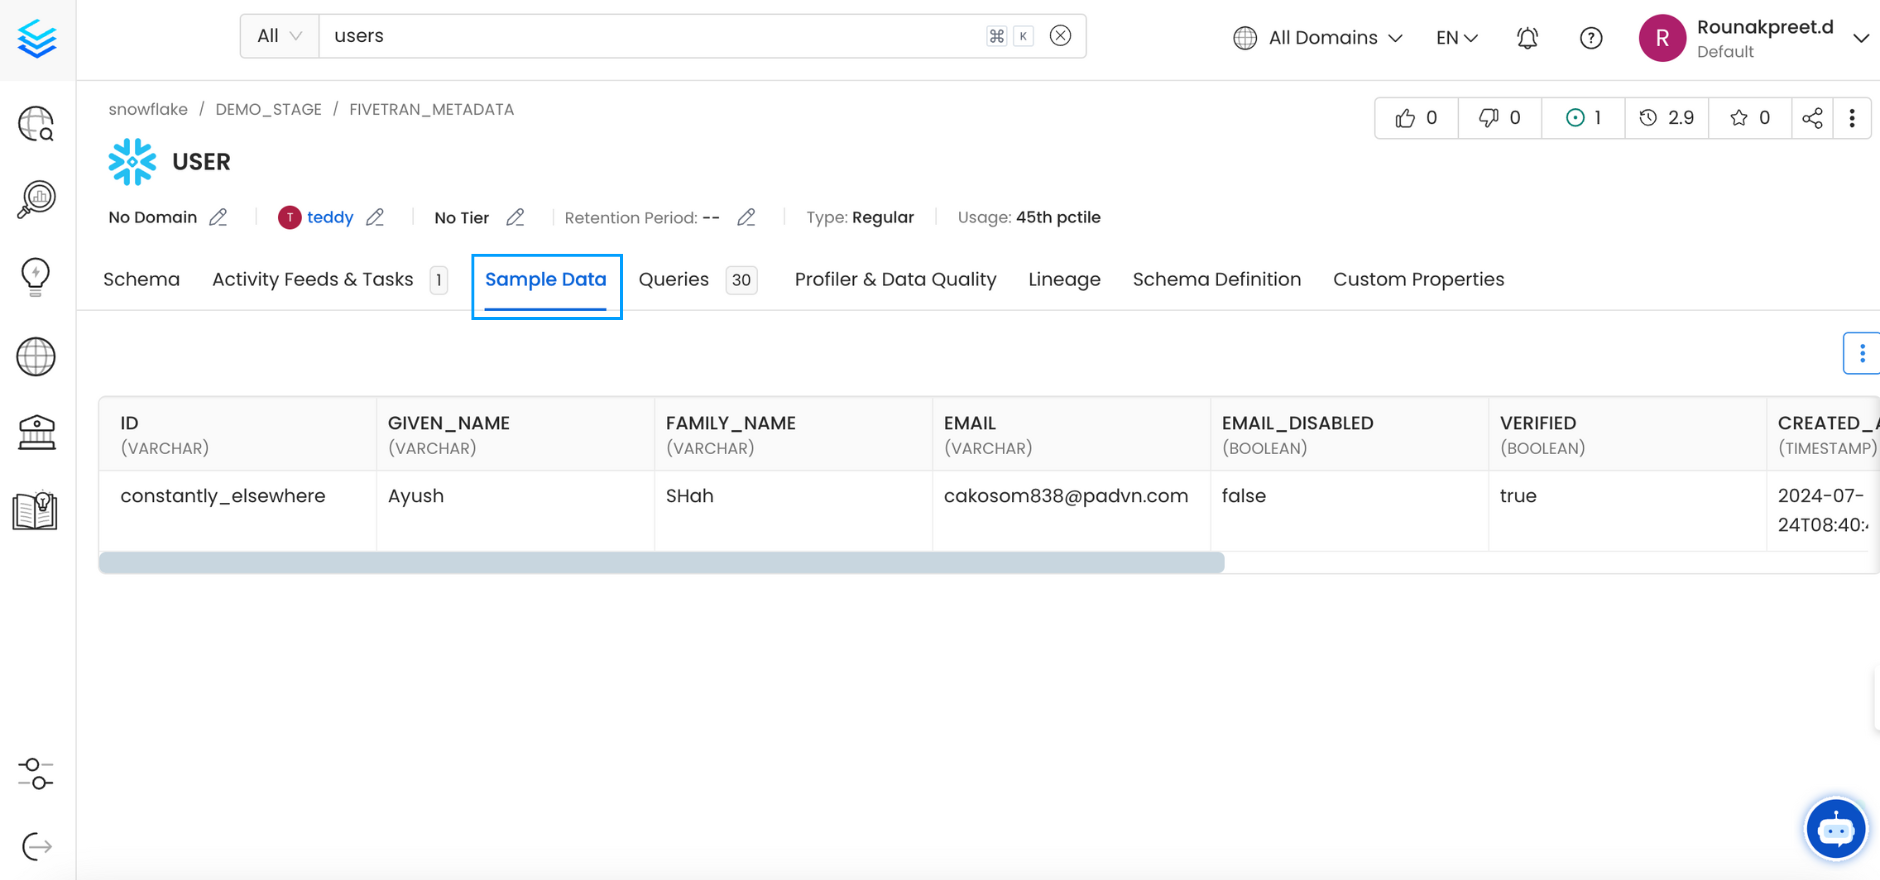 All users ⌘ K All Domains EN R Rounakpreet.d
Default
snowflake / DEMO_STAGE / FIVETRAN_METADATA
0 0 1 2.9 0
USER
No Domain T teddy No Tier Retention Period: -- Type: Regular Usage: 45th pctile
Schema Activity Feeds & Tasks 1 Sample Data Queries 30 Profiler & Data Quality Lineage Schema Definition Custom Properties
ID GIVEN_NAME FAMILY_NAME EMAIL EMAIL_DISABLED VERIFIED CREATED_A
(VARCHAR) (VARCHAR) (VARCHAR) (VARCHAR) (BOOLEAN) (BOOLEAN) (TIMESTAMP)
constantly_elsewhere Ayush SHah cakosom838@padvn.com false true 2024-07-
24T08:40: